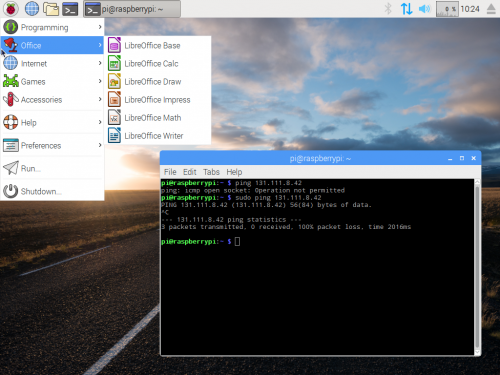 pi@raspberrypi: ~
%
10:24
Programming
Office
Internet
Games
Accessories
Help
Preferences
Run...
Shutdown...
LibreOffice Base
LibreOffice Calc
LibreOffice Draw
LibreOffice Impress
LibreOffice Math
LibreOffice Writer
pi@raspberrypi: ~
File Edit Tabs Help
pi@raspberrypi:~ $ ping 131.111.8.42
ping: icmp open socket: Operation not permitted
pi@raspberrypi:~ $ sudo ping 131.111.8.42
PING 131.111.8.42 (131.111.8.42) 56(84) bytes of data.
^C
--- 131.111.8.42 ping statistics ---
3 packets transmitted, 0 received, 100% packet loss, time 2016ms
pi@raspberrypi:~ $